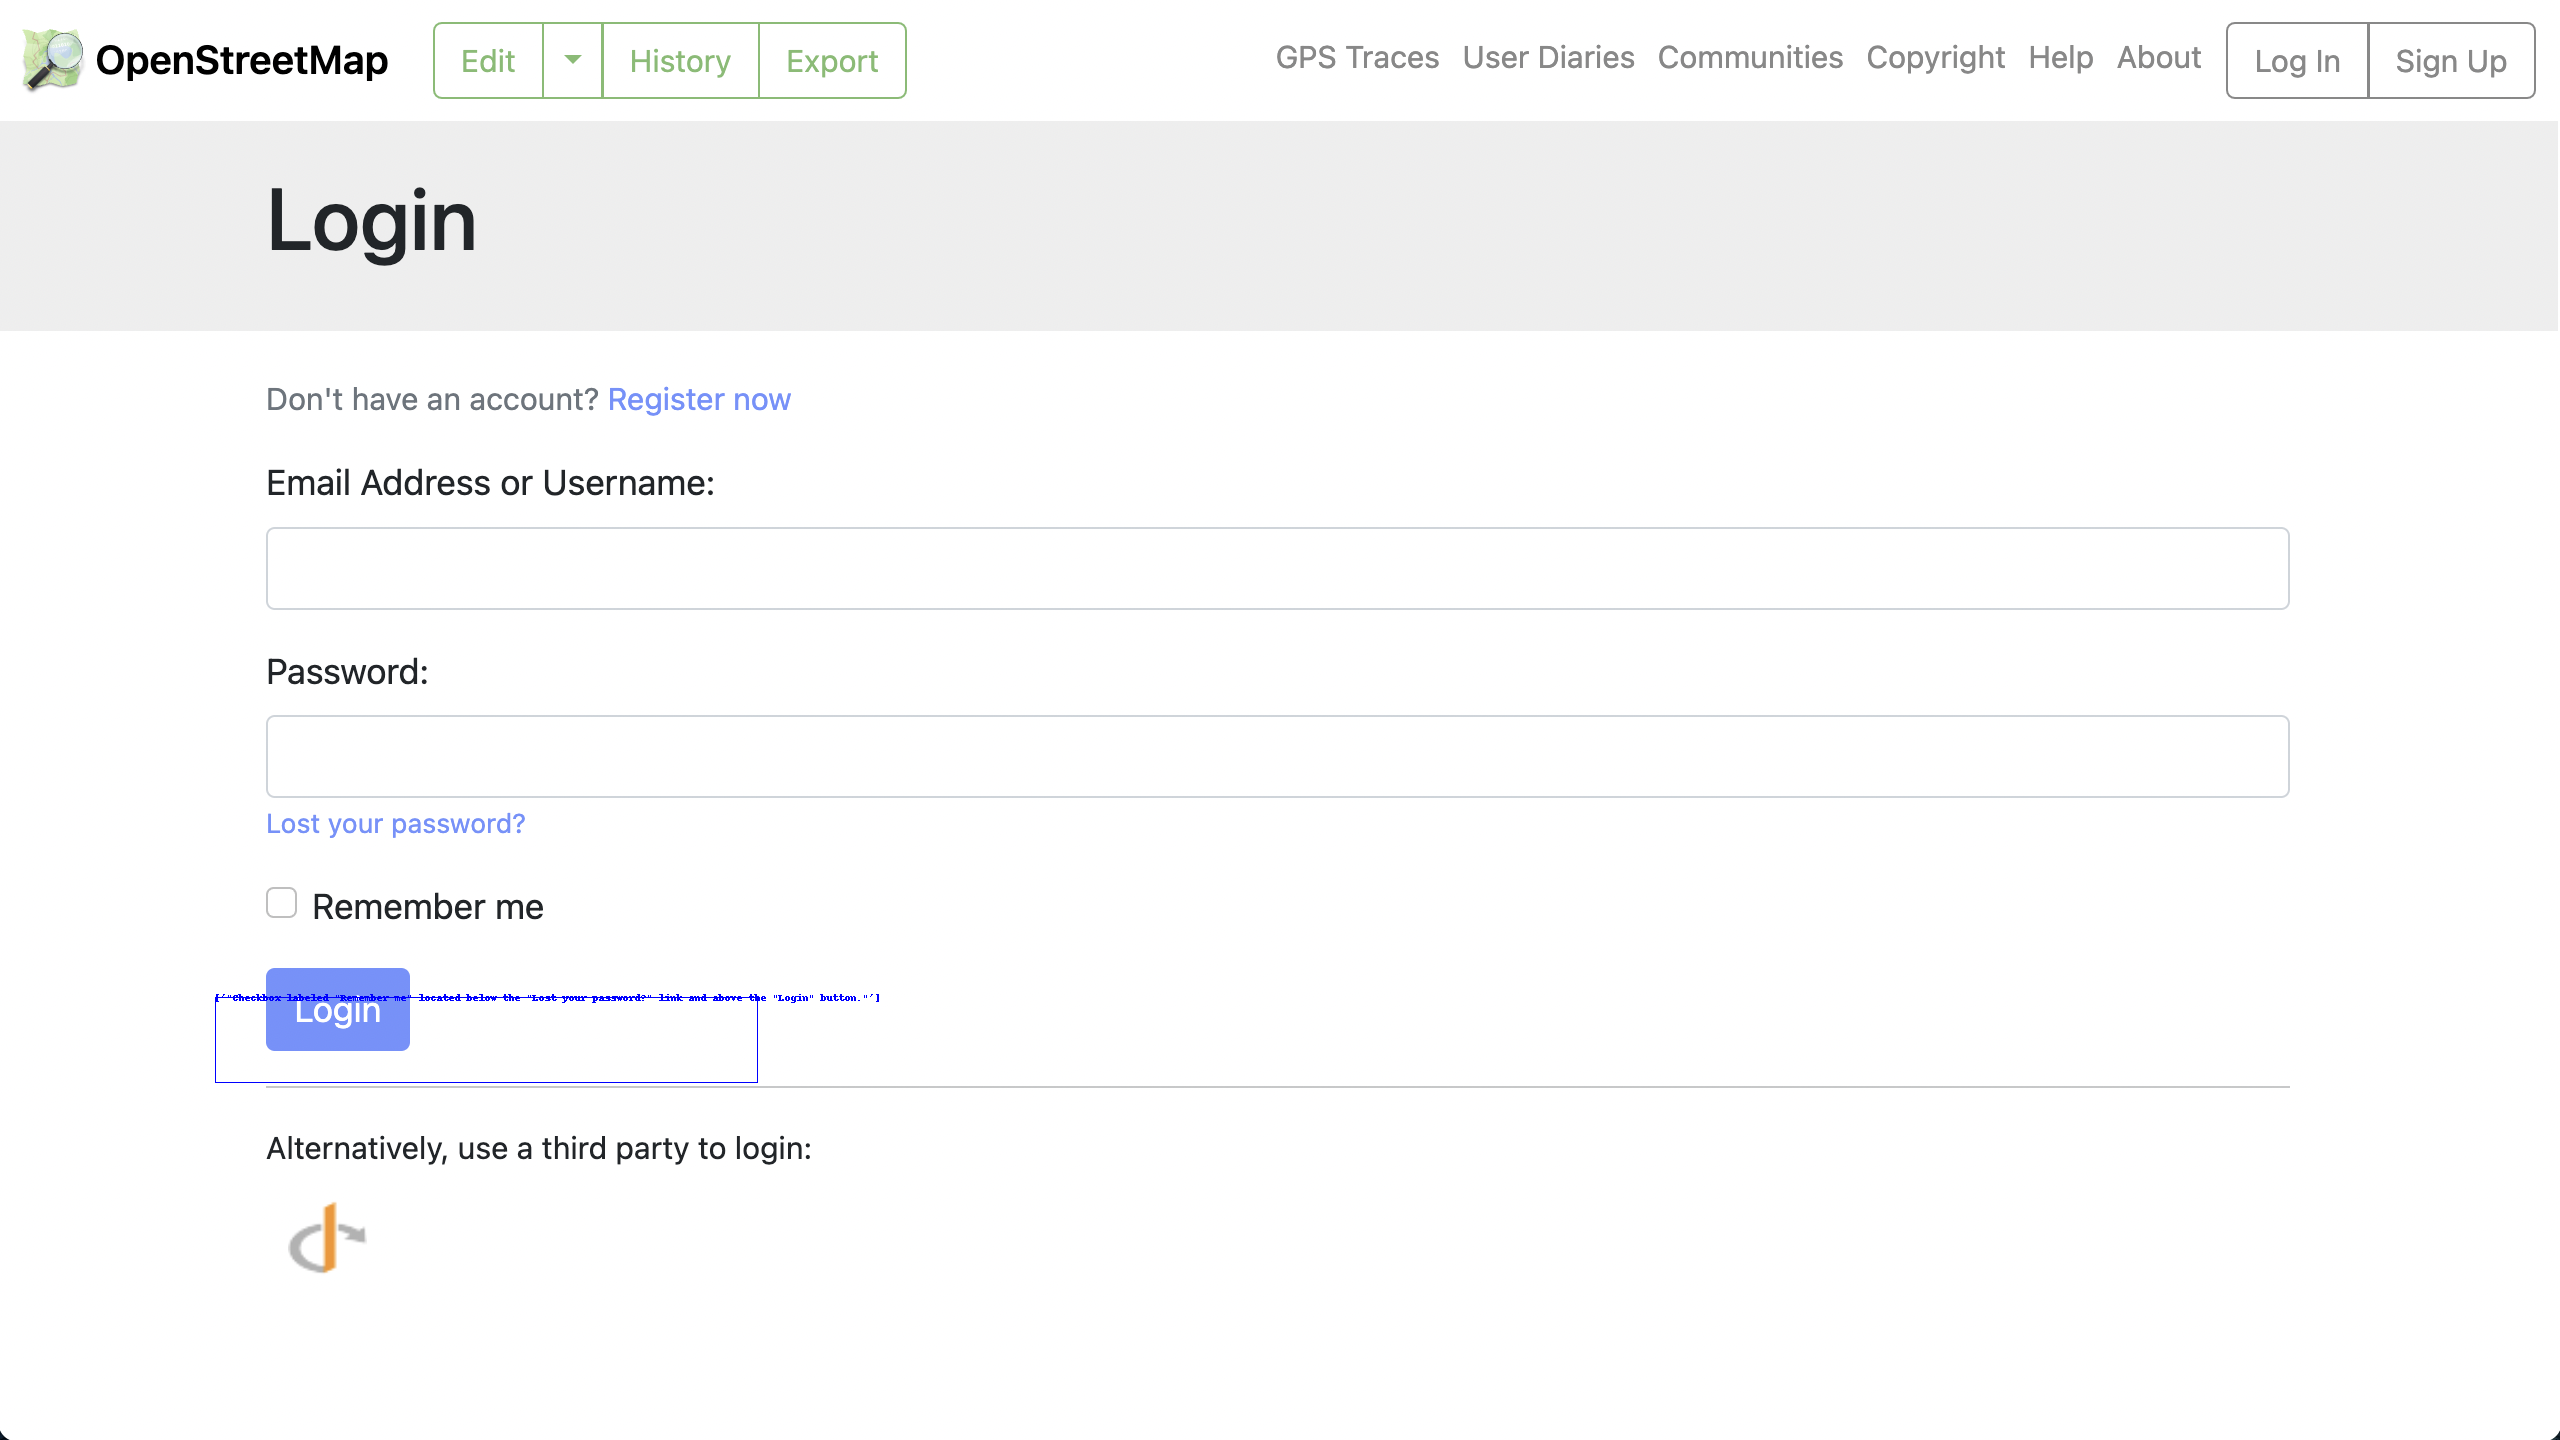 OpenStreetMap
Edit
History
Export
GPS Traces
User Diaries
Communities
Copyright
Help
About
Log In
Sign Up
Login
Don't have an account? Register now
Email Address or Username:
Password:
Lost your password?
Remember me
['"Checkbox labeled "Remember me" located below the "Lost your password?" link and above the "Login" button."']
Login
Alternatively, use a third party to login: